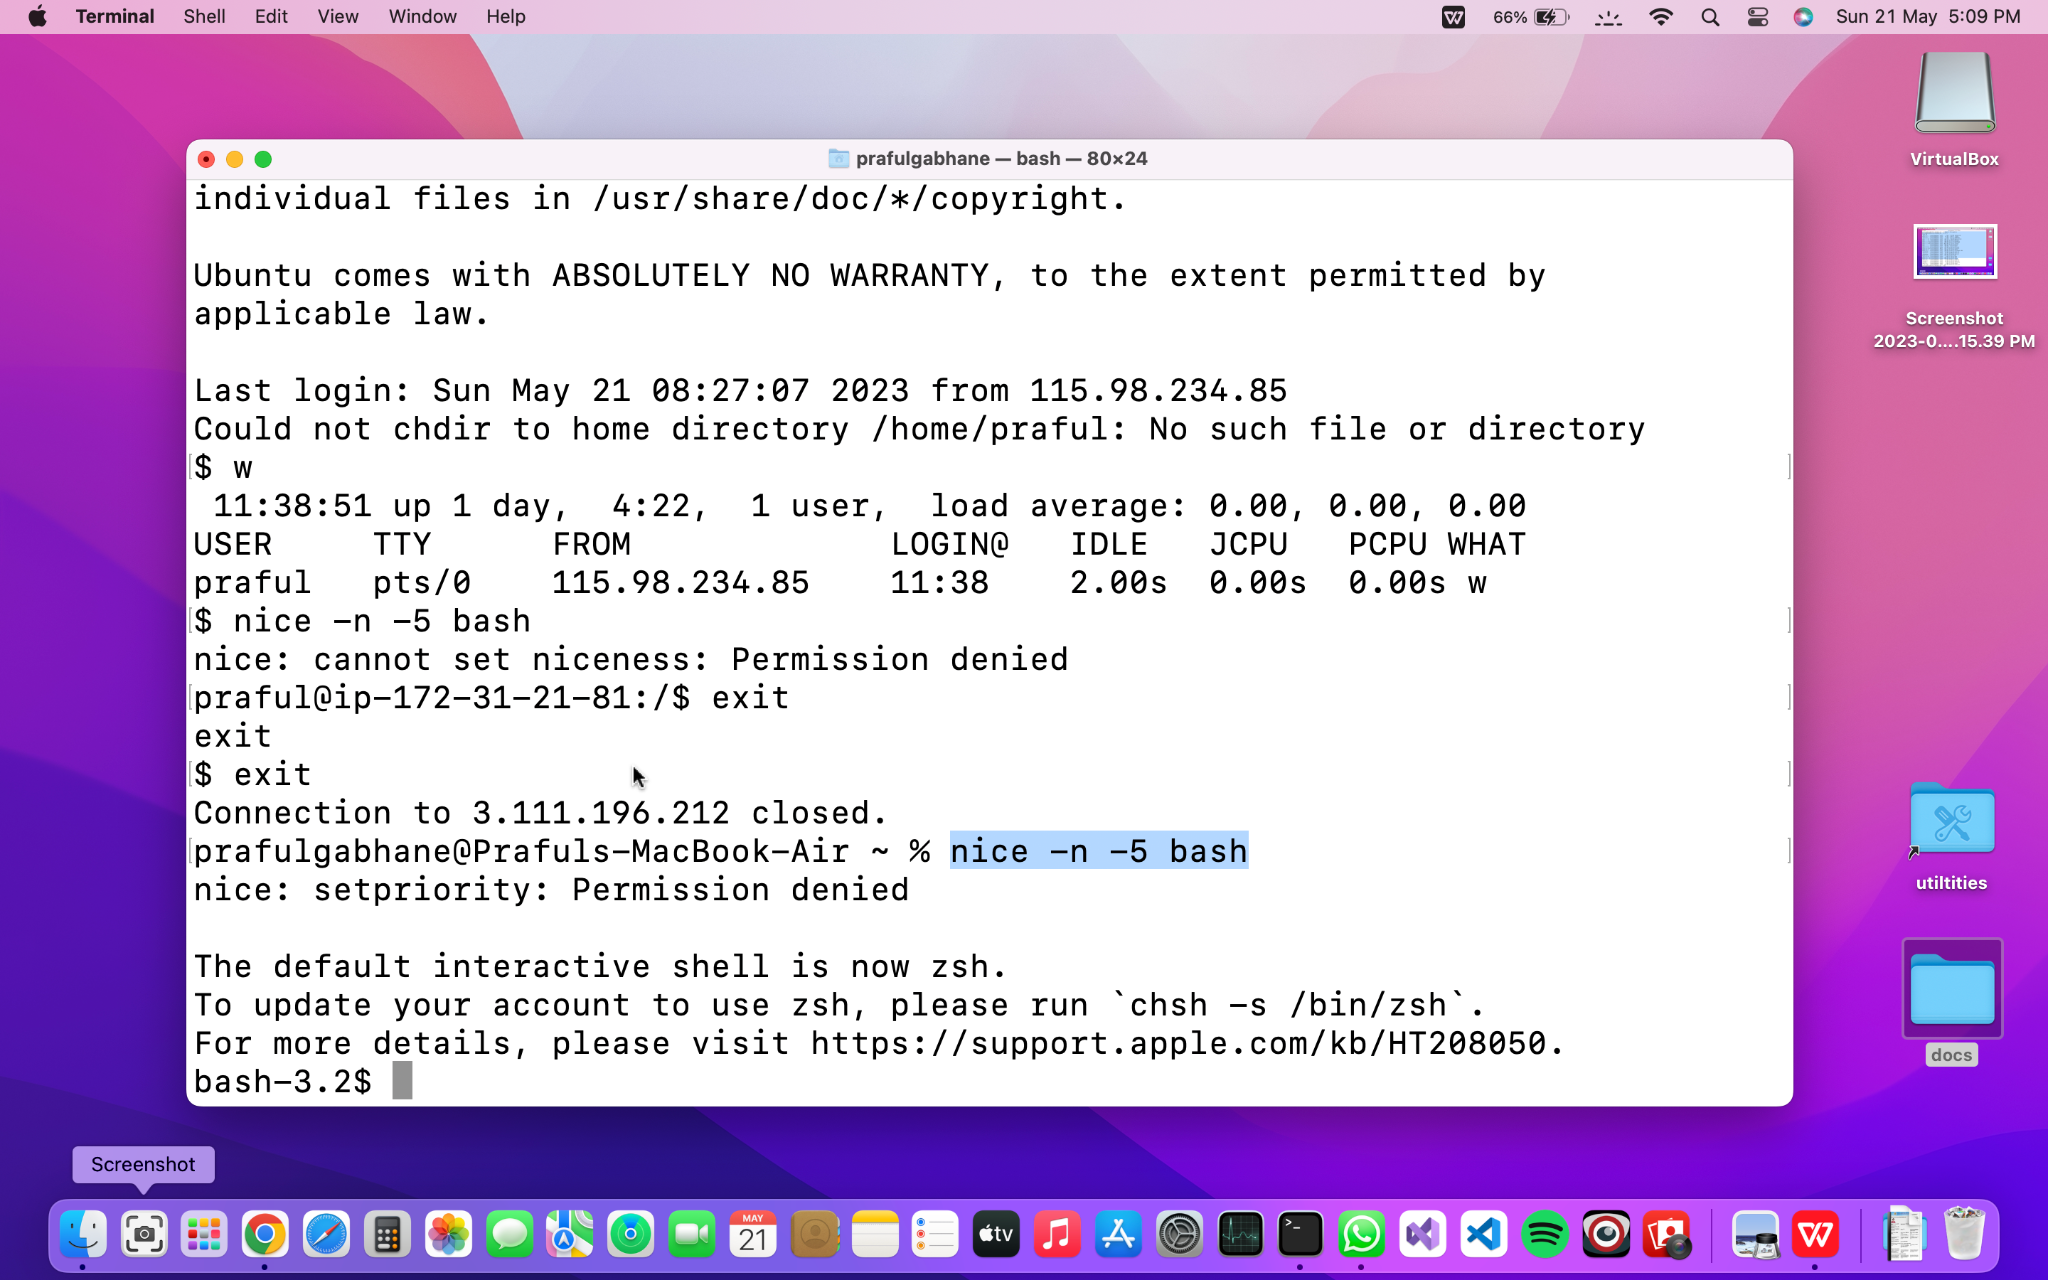 Terminal Shell Edit View Window Help 66% Sun 21 May 5:09 PM
prafulgabhane — bash — 80×24
individual files in /usr/share/doc/*/copyright.
Ubuntu comes with ABSOLUTELY NO WARRANTY, to the extent permitted by
applicable law.
Last login: Sun May 21 08:27:07 2023 from 115.98.234.85
Could not chdir to home directory /home/praful: No such file or directory
$ w
 11:38:51 up 1 day,  4:22,  1 user,  load average: 0.00, 0.00, 0.00
USER     TTY      FROM             LOGIN@   IDLE   JCPU   PCPU WHAT
praful   pts/0    115.98.234.85    11:38    2.00s  0.00s  0.00s w
$ nice -n -5 bash
nice: cannot set niceness: Permission denied
praful@ip-172-31-21-81:/$ exit
exit
$ exit
Connection to 3.111.196.212 closed.
prafulgabhane@Prafuls-MacBook-Air ~ % nice -n -5 bash
nice: setpriority: Permission denied
The default interactive shell is now zsh.
To update your account to use zsh, please run `chsh -s /bin/zsh`.
For more details, please visit https://support.apple.com/kb/HT208050.
bash-3.2$
VirtualBox
Screenshot
2023-0....15.39 PM
utiltities
docs
Screenshot
MAY
21
tv